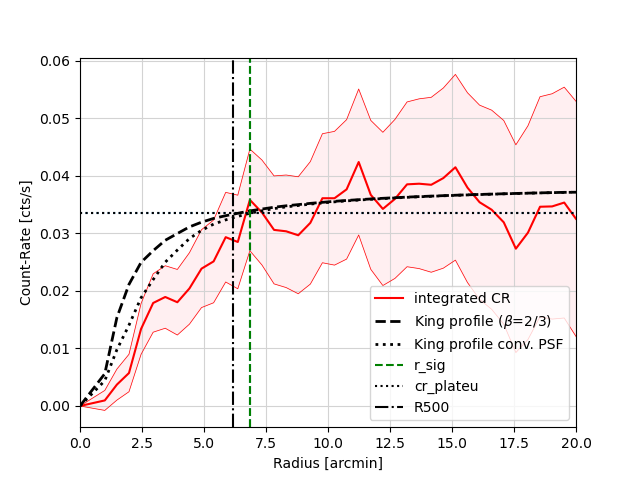 0.06
0.05
0.04
0.03
0.02
0.01
0.00
Count-Rate [cts/s]
integrated CR
King profile (β=2/3)
King profile conv. PSF
r_sig
cr_plateu
R500
0.0 2.5 5.0 7.5 10.0 12.5 15.0 17.5 20.0
Radius [arcmin]